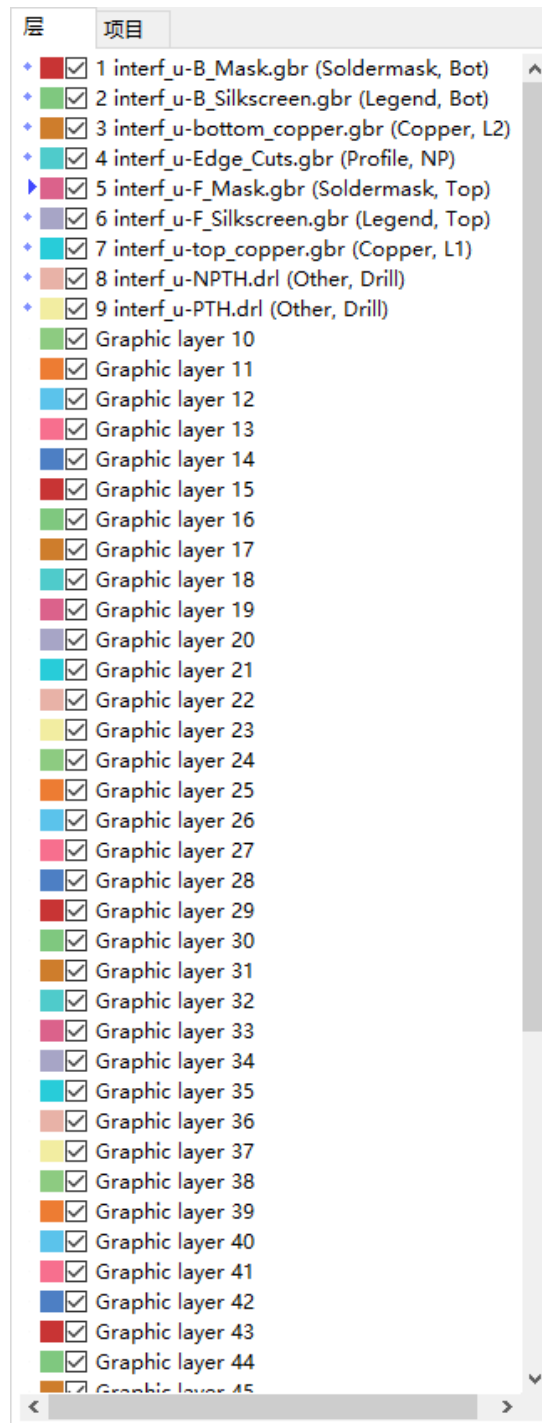 层 项目
1 interf_u-B_Mask.gbr (Soldermask, Bot)
2 interf_u-B_Silkscreen.gbr (Legend, Bot)
3 interf_u-bottom_copper.gbr (Copper, L2)
4 interf_u-Edge_Cuts.gbr (Profile, NP)
5 interf_u-F_Mask.gbr (Soldermask, Top)
6 interf_u-F_Silkscreen.gbr (Legend, Top)
7 interf_u-top_copper.gbr (Copper, L1)
8 interf_u-NPTH.drl (Other, Drill)
9 interf_u-PTH.drl (Other, Drill)
Graphic layer 10
Graphic layer 11
Graphic layer 12
Graphic layer 13
Graphic layer 14
Graphic layer 15
Graphic layer 16
Graphic layer 17
Graphic layer 18
Graphic layer 19
Graphic layer 20
Graphic layer 21
Graphic layer 22
Graphic layer 23
Graphic layer 24
Graphic layer 25
Graphic layer 26
Graphic layer 27
Graphic layer 28
Graphic layer 29
Graphic layer 30
Graphic layer 31
Graphic layer 32
Graphic layer 33
Graphic layer 34
Graphic layer 35
Graphic layer 36
Graphic layer 37
Graphic layer 38
Graphic layer 39
Graphic layer 40
Graphic layer 41
Graphic layer 42
Graphic layer 43
Graphic layer 44
Graphic layer 45